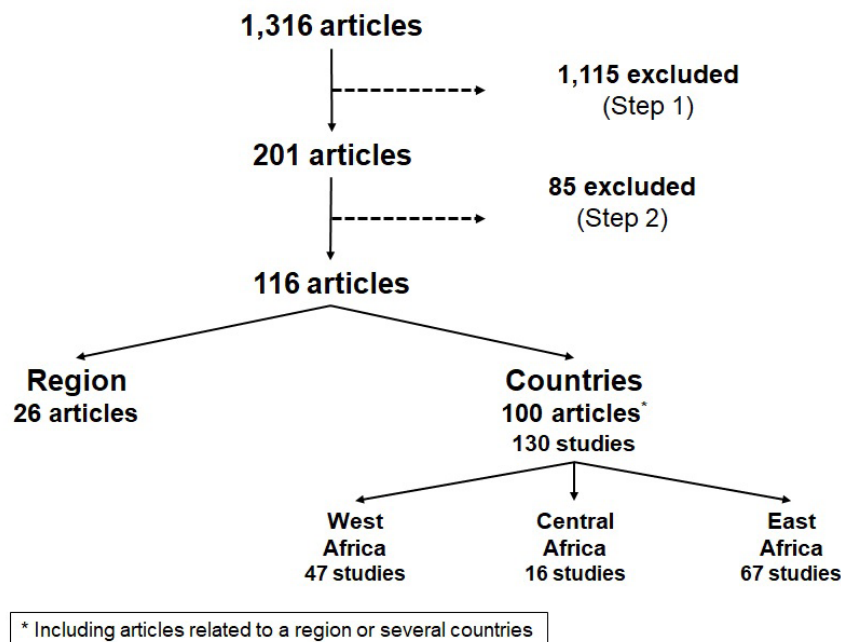 1,316 articles
1,115 excluded
(Step 1)
201 articles
85 excluded
(Step 2)
116 articles
Region
26 articles
Countries
100 articles*
130 studies
West
Africa
47 studies
Central
Africa
16 studies
East
Africa
67 studies
* Including articles related to a region or several countries